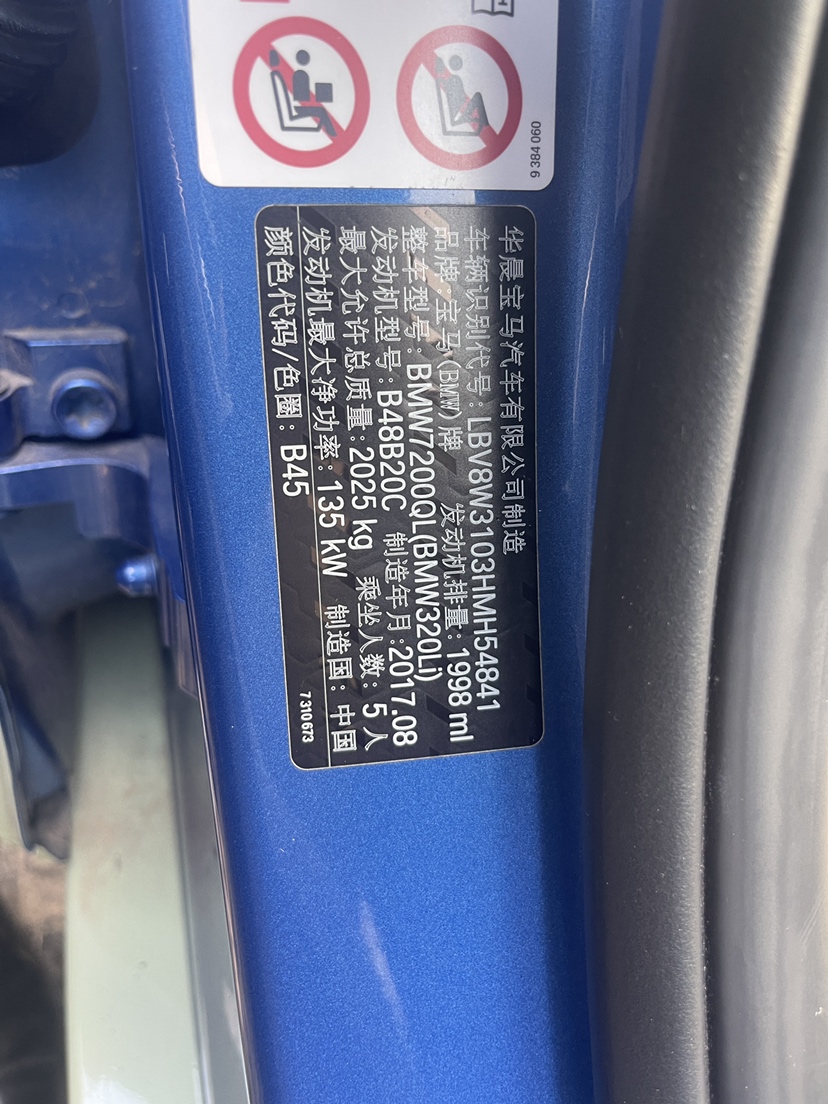 9 384 060
华晨宝马汽车有限公司制造
车辆识别代号：LBV8W3103HMH54841
品牌：宝马(BMW)牌 发动机排量：1998 ml
整车型号：BMW7200QL(BMW320Li)
发动机型号：B48B20C 制造年月：2017.08
最大允许总质量：2025 kg 乘坐人数：5 人
发动机最大净功率：135 kW 制造国：中国
颜色代码/色圈：B45
7 310 673